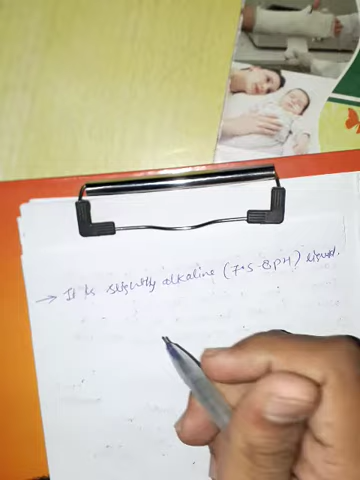 → It is slightly alkaline (7.5-8 pH) liquid.